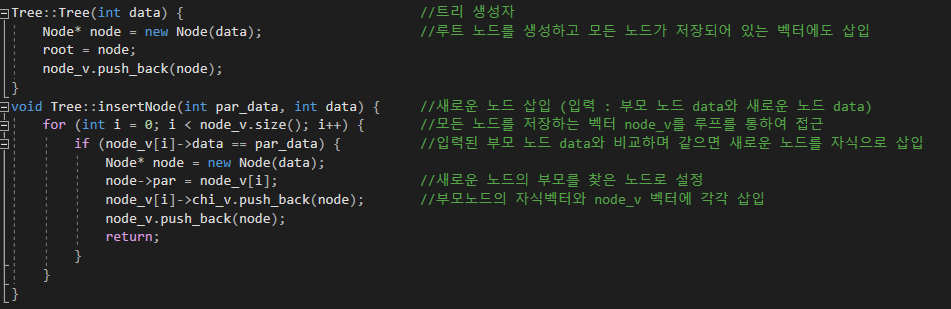 Tree::Tree(int data) { //트리 생성자
Node* node = new Node(data); //루트 노드를 생성하고 모든 노드가 저장되어 있는 벡터에도 삽입
root = node;
node_v.push_back(node);
}
void Tree::insertNode(int par_data, int data) { //새로운 노드 삽입 (입력 : 부모 노드 data와 새로운 노드 data)
for (int i = 0; i < node_v.size(); i++) { //모든 노드를 저장하는 벡터 node_v를 루프를 통하여 접근
if (node_v[i]->data == par_data) { //입력된 부모 노드 data와 비교하며 같으면 새로운 노드를 자식으로 삽입
Node* node = new Node(data);
node->par = node_v[i]; //새로운 노드의 부모를 찾은 노드로 설정
node_v[i]->chi_v.push_back(node); //부모노드의 자식벡터와 node_v 벡터에 각각 삽입
node_v.push_back(node);
return;
}
}
}